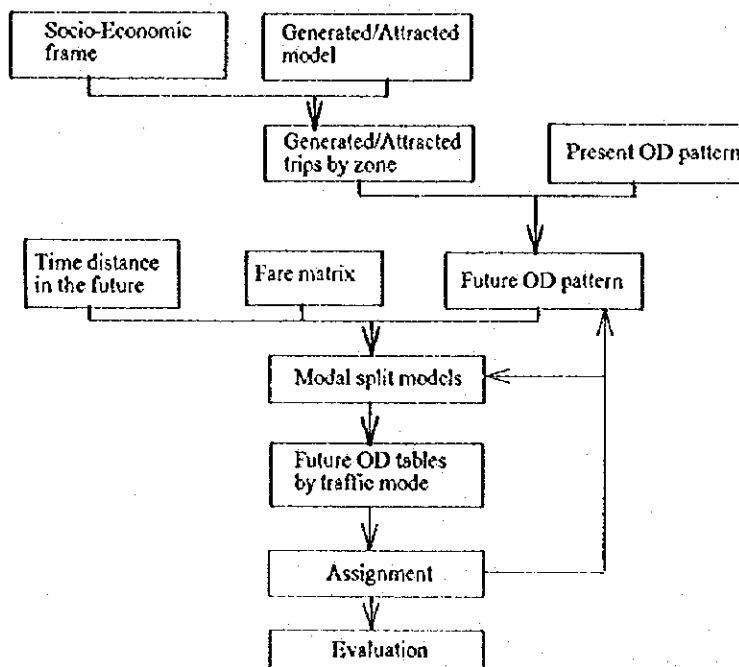 Socio-Economic
frame
Generated/Attracted
model
Generated/Attracted
trips by zone
Present OD pattern
Time distance
in the future
Fare matrix
Future OD pattern
Modal split models
Future OD tables
by traffic mode
Assignment
Evaluation